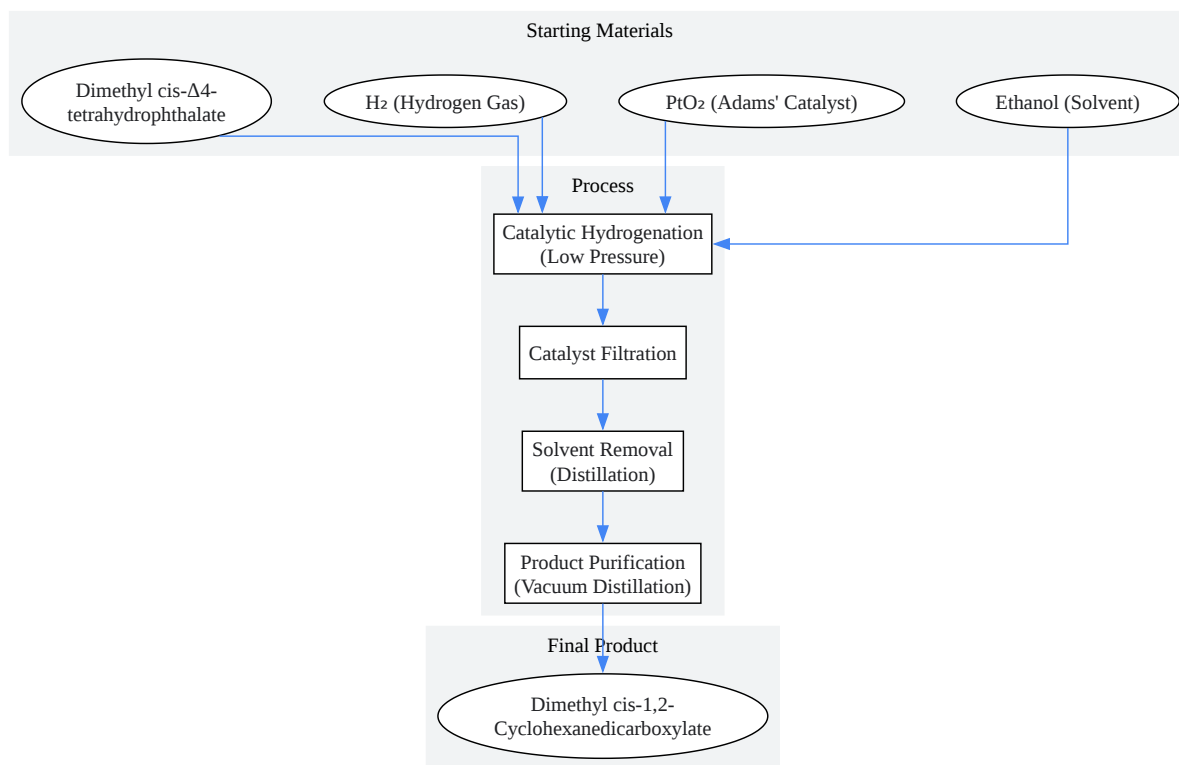 Starting Materials
Dimethyl cis-Δ4-
tetrahydrophthalate
H₂ (Hydrogen Gas)
PtO₂ (Adams' Catalyst)
Ethanol (Solvent)
Process
Catalytic Hydrogenation
(Low Pressure)
Catalyst Filtration
Solvent Removal
(Distillation)
Product Purification
(Vacuum Distillation)
Final Product
Dimethyl cis-1,2-
Cyclohexanedicarboxylate